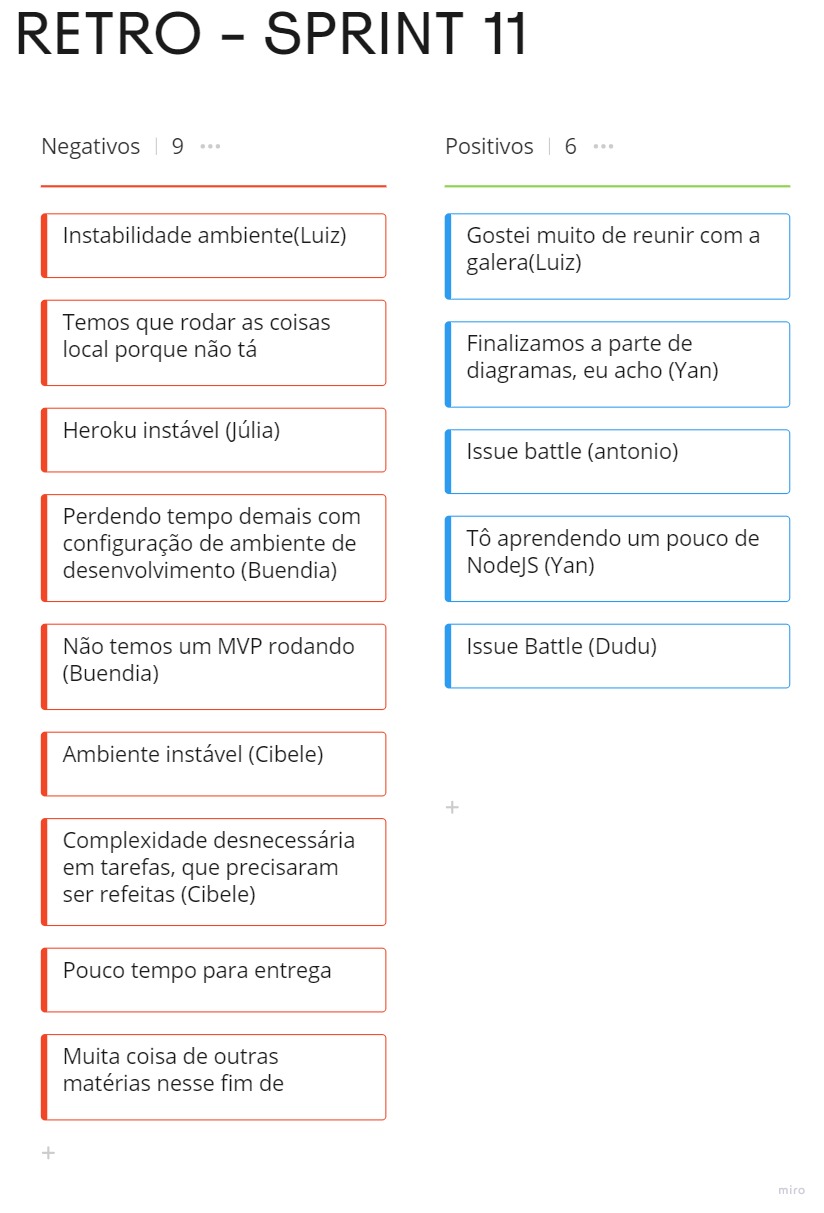 RETRO - SPRINT 11
Negativos | 9 •••
Instabilidade ambiente(Luiz)
Temos que rodar as coisas
local porque não tá
Heroku instável (Júlia)
Perdendo tempo demais com
configuração de ambiente de
desenvolvimento (Buendia)
Não temos um MVP rodando
(Buendia)
Ambiente instável (Cibele)
Complexidade desnecessária
em tarefas, que precisaram
ser refeitas (Cibele)
Pouco tempo para entrega
Muita coisa de outras
matérias nesse fim de
+
Positivos | 6 •••
Gostei muito de reunir com a
galera(Luiz)
Finalizamos a parte de
diagramas, eu acho (Yan)
Issue battle (antonio)
Tô aprendendo um pouco de
NodeJS (Yan)
Issue Battle (Dudu)
+
miro